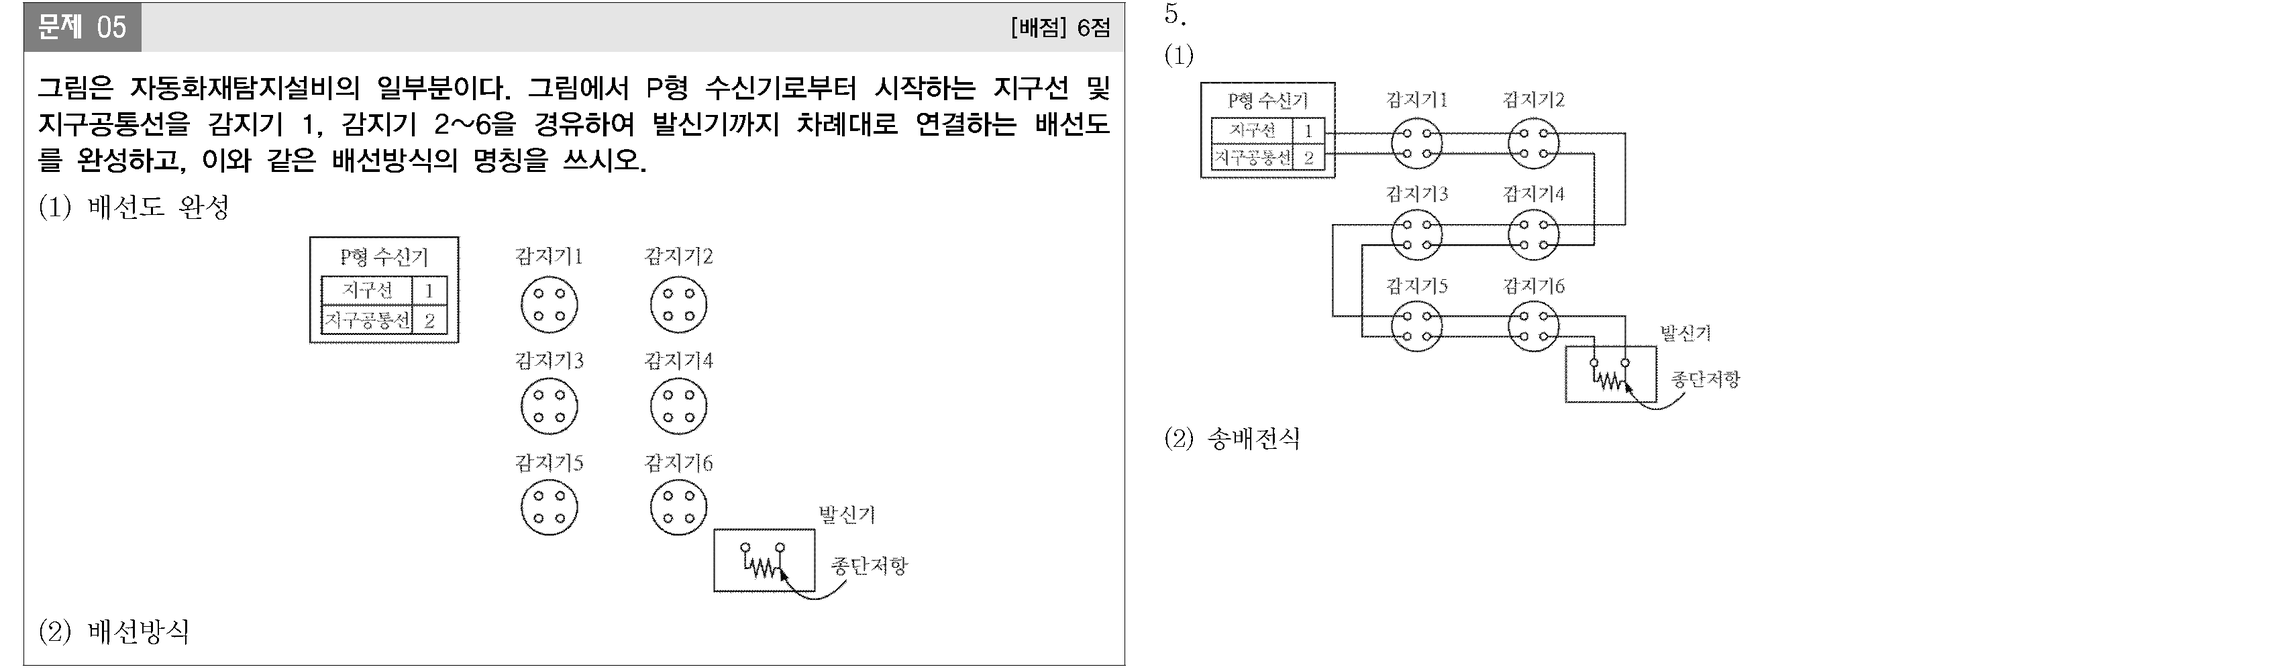 문제 05
[배점] 6점
그림은 자동화재탐지설비의 일부분이다. 그림에서 P형 수신기로부터 시작하는 지구선 및
지구공통선을 감지기 1, 감지기 2~6을 경유하여 발신기까지 차례대로 연결하는 배선도
를 완성하고, 이와 같은 배선방식의 명칭을 쓰시오.
(1) 배선도 완성
P형 수신기
지구선 1
지구공통선 2
감지기1 감지기2
감지기3 감지기4
감지기5 감지기6
발신기
종단저항
(2) 배선방식
5.
(1)
P형 수신기
지구선 1
지구공통선 2
감지기1 감지기2
감지기3 감지기4
감지기5 감지기6
발신기
종단저항
(2) 송배전식